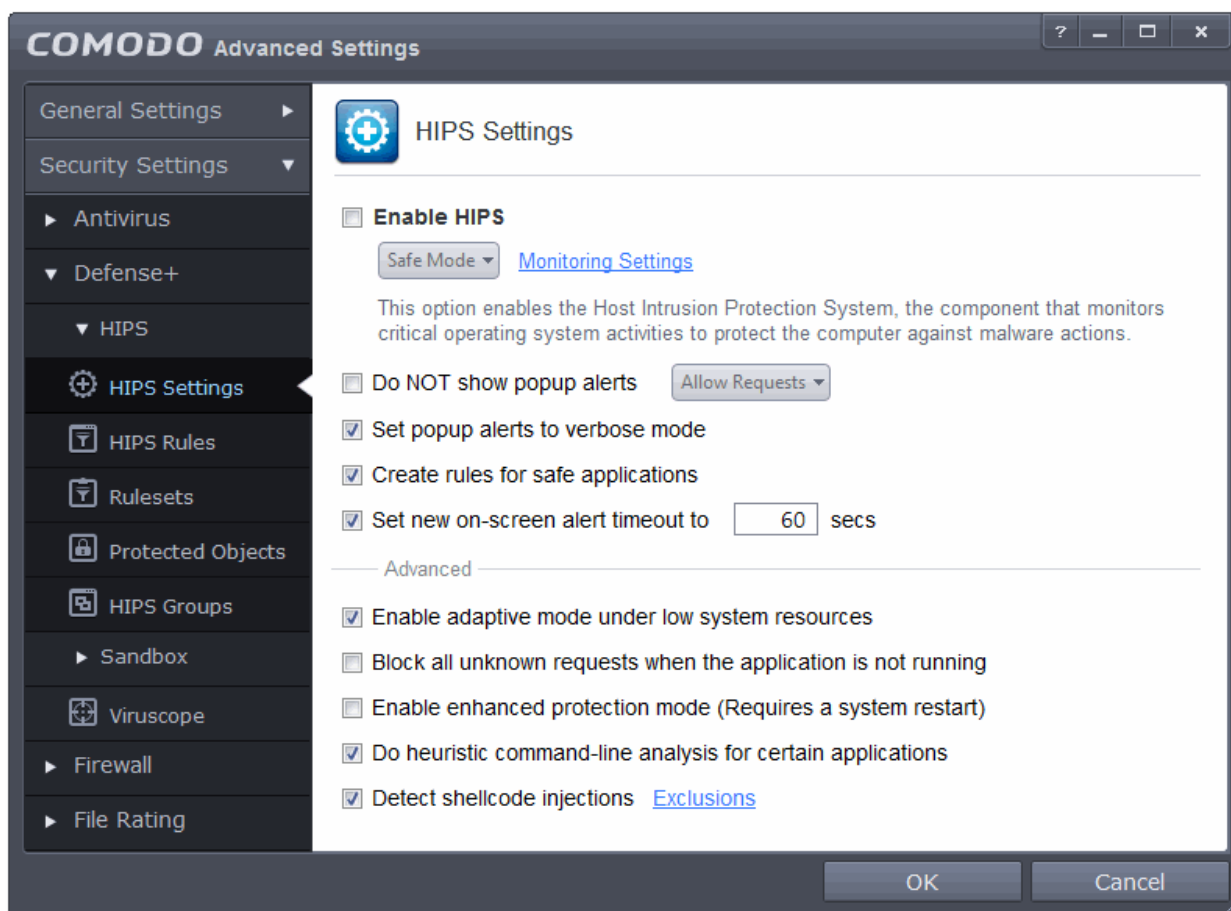 COMODO Advanced Settings
?
General Settings
Security Settings
Antivirus
Defense+
HIPS
HIPS Settings
HIPS Rules
Rulesets
Protected Objects
HIPS Groups
Sandbox
Viruscope
Firewall
File Rating
HIPS Settings
Enable HIPS
Safe Mode Monitoring Settings
This option enables the Host Intrusion Protection System, the component that monitors
critical operating system activities to protect the computer against malware actions.
Do NOT show popup alerts Allow Requests
Set popup alerts to verbose mode
Create rules for safe applications
Set new on-screen alert timeout to 60 secs
Advanced
Enable adaptive mode under low system resources
Block all unknown requests when the application is not running
Enable enhanced protection mode (Requires a system restart)
Do heuristic command-line analysis for certain applications
Detect shellcode injections Exclusions
OK Cancel